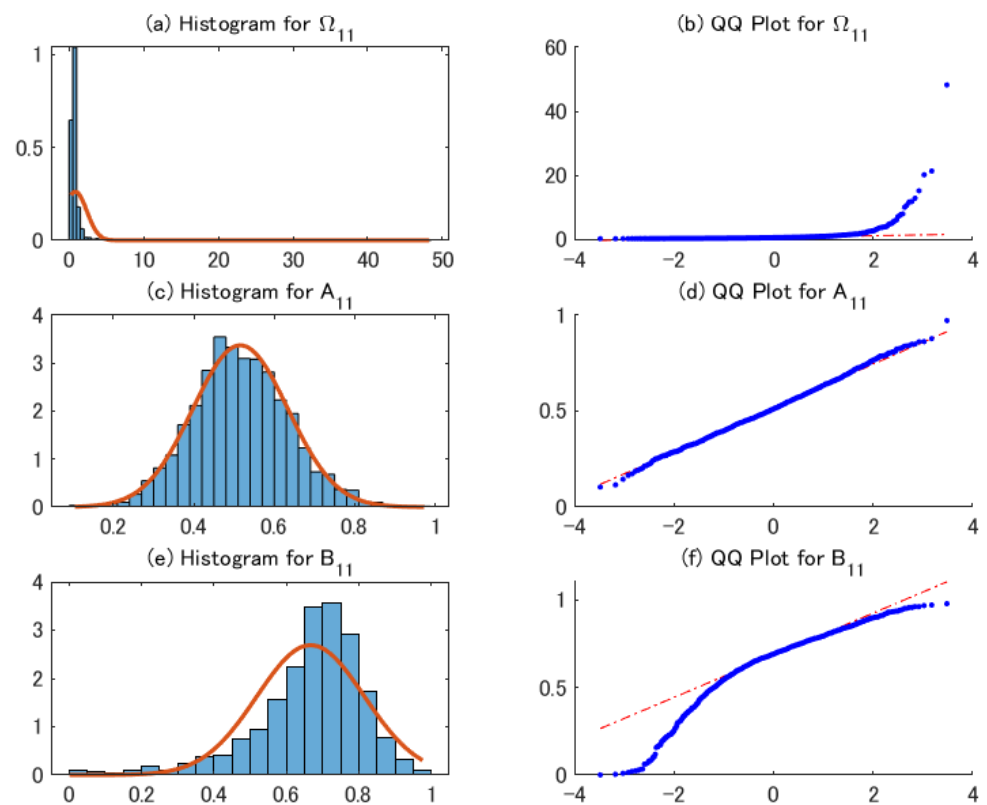 (a) Histogram for Ω₁₁
(b) QQ Plot for Ω₁₁
1
0.5
0
0 10 20 30 40 50
60
40
20
0
-4 -2 0 2 4
(c) Histogram for A₁₁
(d) QQ Plot for A₁₁
4
3
2
1
0
0.2 0.4 0.6 0.8 1
1
0.5
0
-4 -2 0 2 4
(e) Histogram for B₁₁
(f) QQ Plot for B₁₁
4
3
2
1
0
0 0.2 0.4 0.6 0.8 1
1
0.5
0
-4 -2 0 2 4